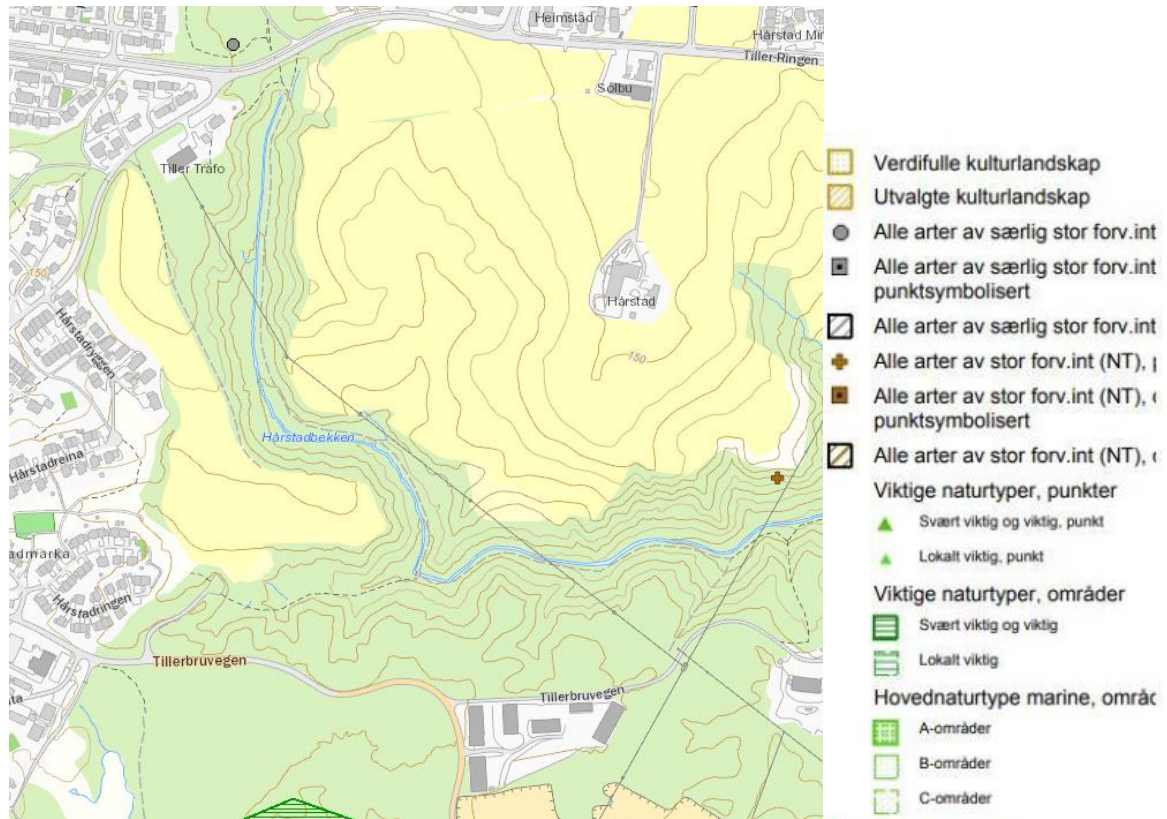 Heimstad
Hårstad
Tiller-Ringen
Solbu
Tiller Trafo
150
Hårstadryggen
Hårstad
150
Hårstadbekken
Hårstadreina
admarka
Hårstadringen
Tillerbruvegen
Tillerbruvegen
Verdifulle kulturlandskap
Utvalgte kulturlandskap
Alle arter av særlig stor forv.int
Alle arter av særlig stor forv.int
punktsymbolisert
Alle arter av særlig stor forv.int
Alle arter av stor forv.int (NT),
Alle arter av stor forv.int (NT),
punktsymbolisert
Alle arter av stor forv.int (NT),
Viktige naturtyper, punkter
Svært viktig og viktig, punkt
Lokalt viktig, punkt
Viktige naturtyper, områder
Svært viktig og viktig
Lokalt viktig
Hovednaturtype marine, områd
A-områder
B-områder
C-områder